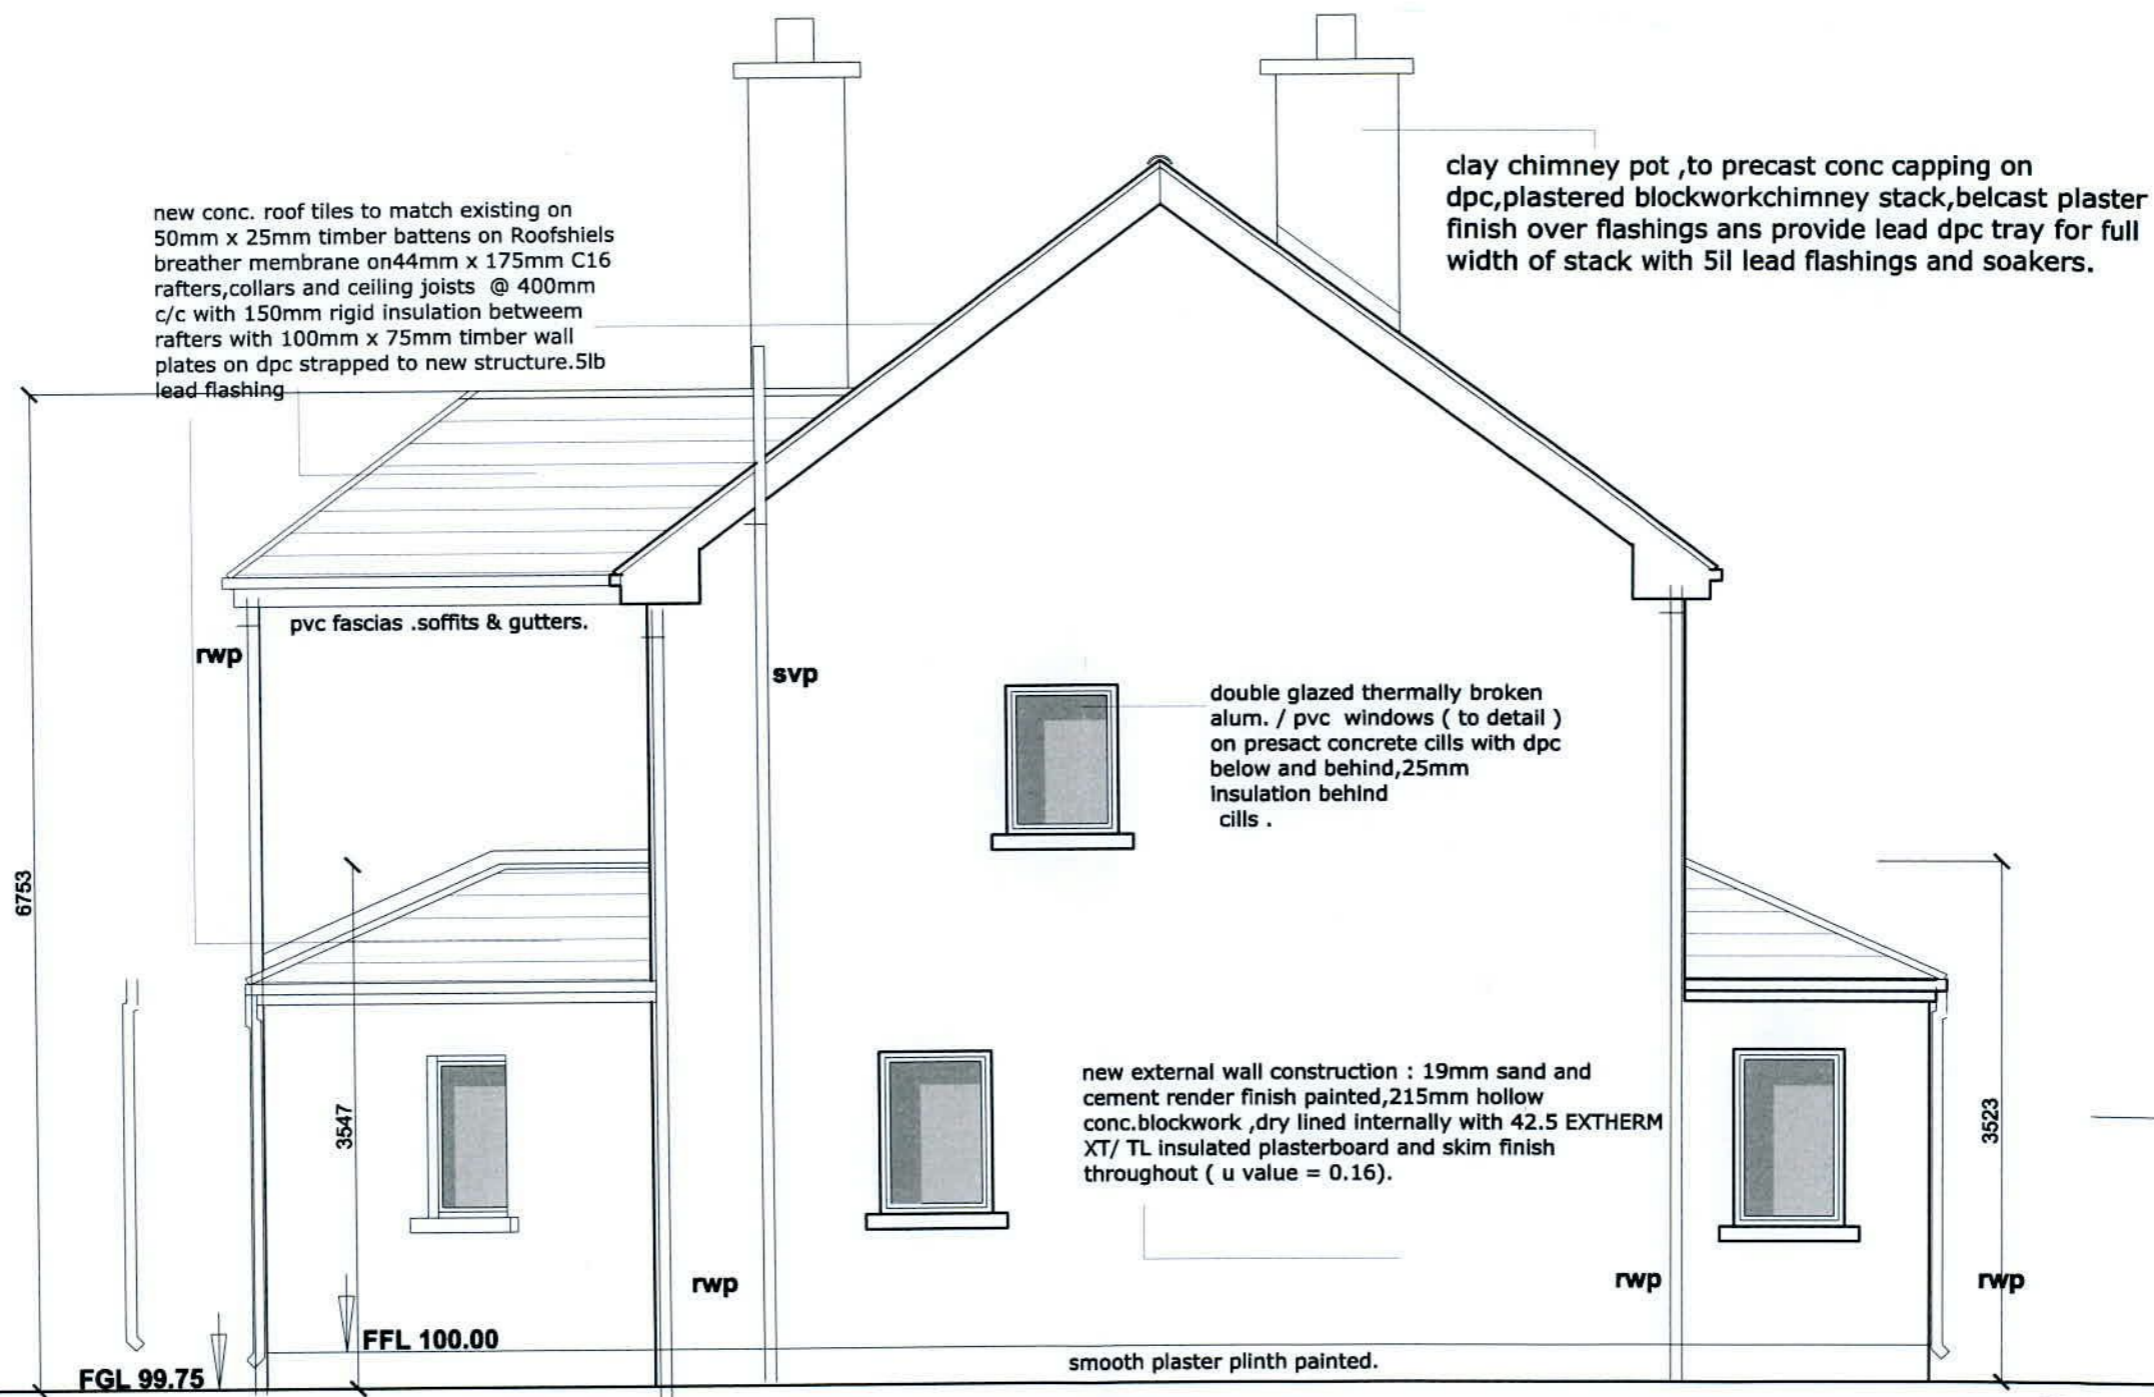 clay chimney pot ,to precast conc capping on
dpc,plastered blockworkchimney stack,belcast plaster
finish over flashings ans provide lead dpc tray for full
width of stack with 5il lead flashings and soakers.
new conc. roof tiles to match existing on
50mm x 25mm timber battens on Roofshiels
breather membrane on44mm x 175mm C16
rafters,collars and ceiling joists @ 400mm
c/c with 150mm rigid insulation betweem
rafters with 100mm x 75mm timber wall
plates on dpc strapped to new structure.5lb
lead flashing
pvc fascias .soffits & gutters.
rwp
svp
double glazed thermally broken
alum. / pvc windows ( to detail )
on presact concrete cills with dpc
below and behind,25mm
insulation behind
cills .
6753
3547
new external wall construction : 19mm sand and
cement render finish painted,215mm hollow
conc.blockwork ,dry lined internally with 42.5 EXTHERM
XT/ TL insulated plasterboard and skim finish
throughout ( u value = 0.16).
3523
rwp
rwp
rwp
FFL 100.00
smooth plaster plinth painted.
FGL 99.75